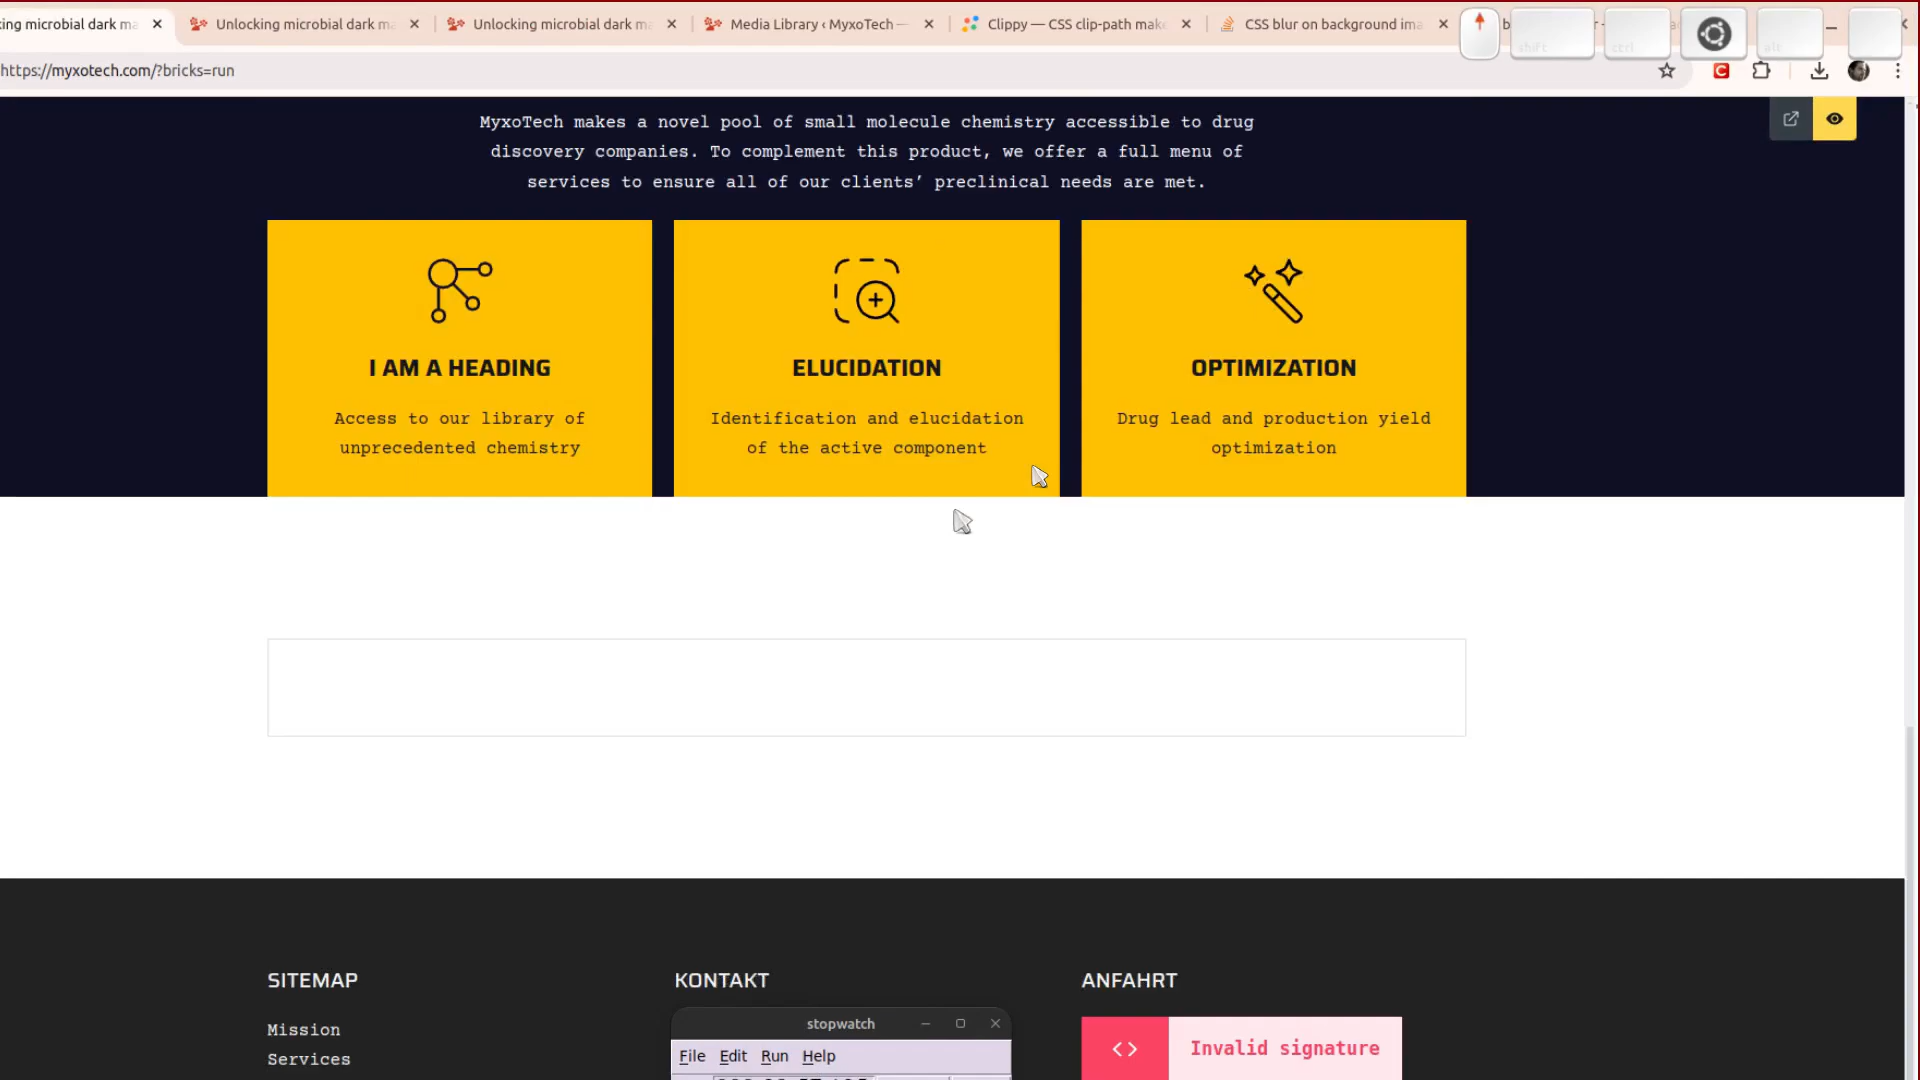 ing microbial dark ma
Unlocking microbial dark ma
Unlocking microbial dark ma
Media Library ‹ MyxoTech —
Clippy — CSS clip-path make
CSS blur on background ima
shift
ctrl
alt
https://myxotech.com/?bricks=run
MyxoTech makes a novel pool of small molecule chemistry accessible to drug
discovery companies. To complement this product, we offer a full menu of
services to ensure all of our clients’ preclinical needs are met.
I AM A HEADING
Access to our library of
unprecedented chemistry
ELUCIDATION
Identification and elucidation
of the active component
OPTIMIZATION
Drug lead and production yield
optimization
SITEMAP
Mission
Services
KONTAKT
stopwatch
File Edit Run Help
ANFAHRT
Invalid signature